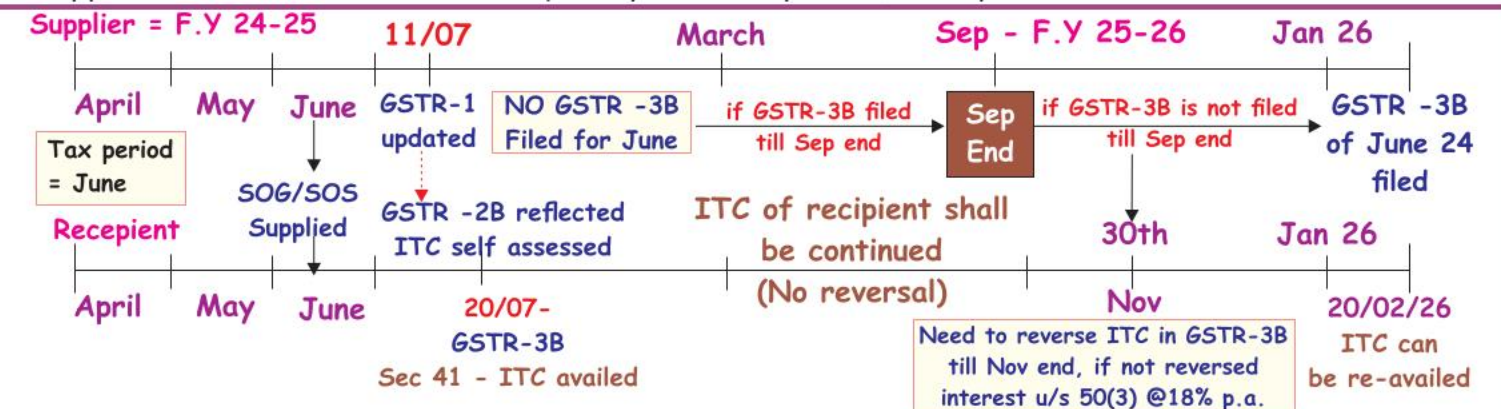 Supplier = F.Y 24-25
11/07
March
Sep - F.Y 25-26
Jan 26
April
May
June
GSTR-1
updated
NO GSTR -3B
Filed for June
if GSTR-3B filed
till Sep end
Sep
End
if GSTR-3B is not filed
till Sep end
GSTR -3B
of June 24
filed
Tax period
= June
SOG/SOS
Supplied
GSTR -2B reflected
ITC self assessed
ITC of recipient shall
be continued
(No reversal)
Recepient
30th
Jan 26
April
May
June
20/07-
GSTR-3B
Sec 41 - ITC availed
Nov
Need to reverse ITC in GSTR-3B
till Nov end, if not reversed
interest u/s 50(3) @18% p.a.
20/02/26
ITC can
be re-availed